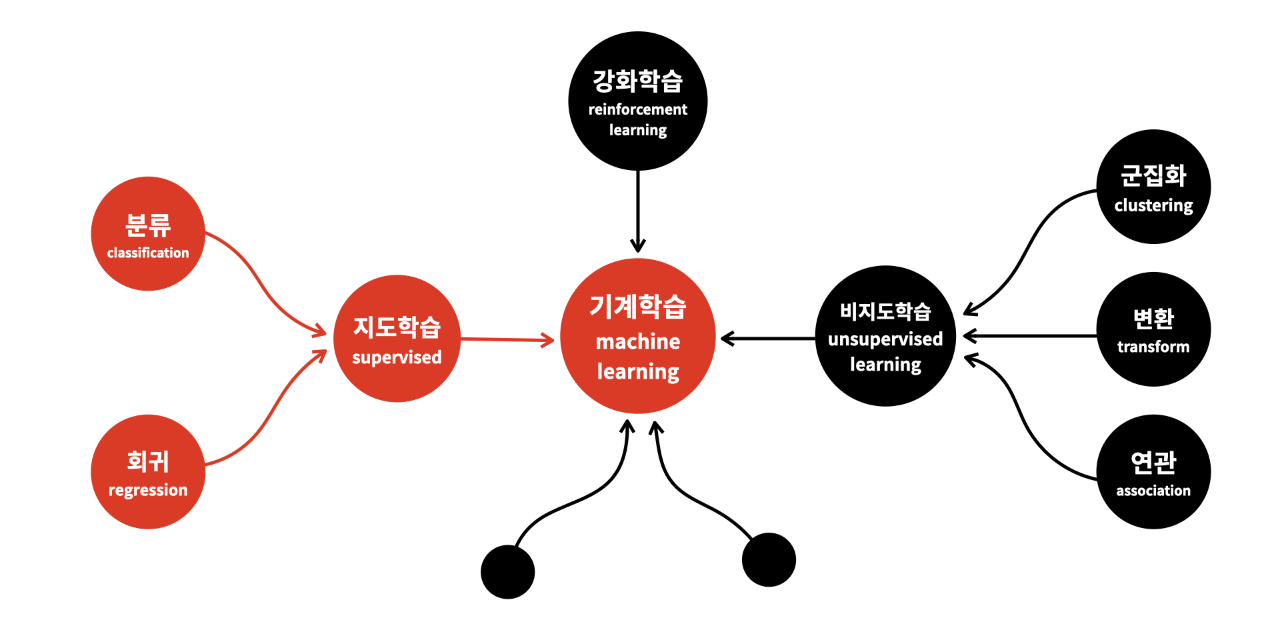 강화학습
reinforcement
learning
분류
classification
지도학습
supervised
회귀
regression
기계학습
machine
learning
비지도학습
unsupervised
learning
군집화
clustering
변환
transform
연관
association